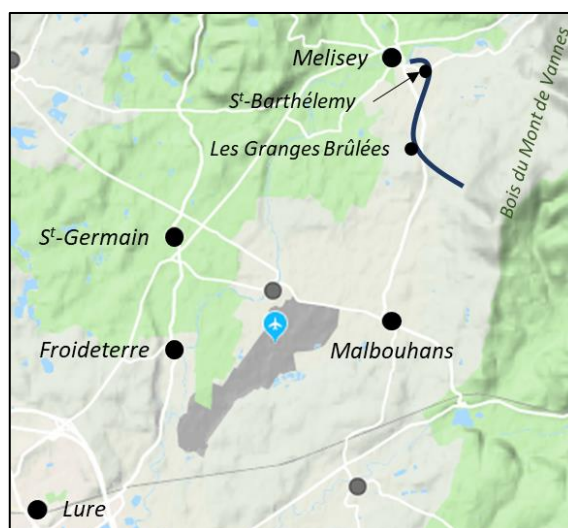 Melisey
Sᵗ-Barthélemy
Les Granges Brûlées
Bois du Mont de Vannes
Sᵗ-Germain
Froideterre
Malbouhans
Lure